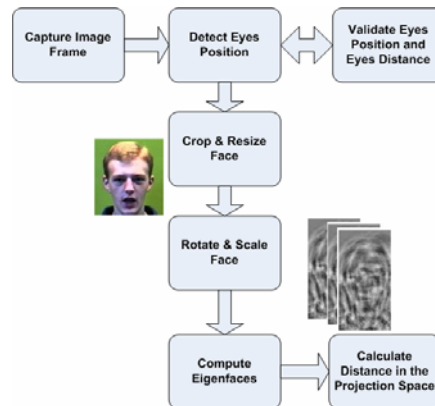 Capture Image
Frame
Detect Eyes
Position
Validate Eyes
Position and
Eyes Distance
Crop & Resize
Face
Rotate & Scale
Face
Compute
Eigenfaces
Calculate
Distance in the
Projection Space